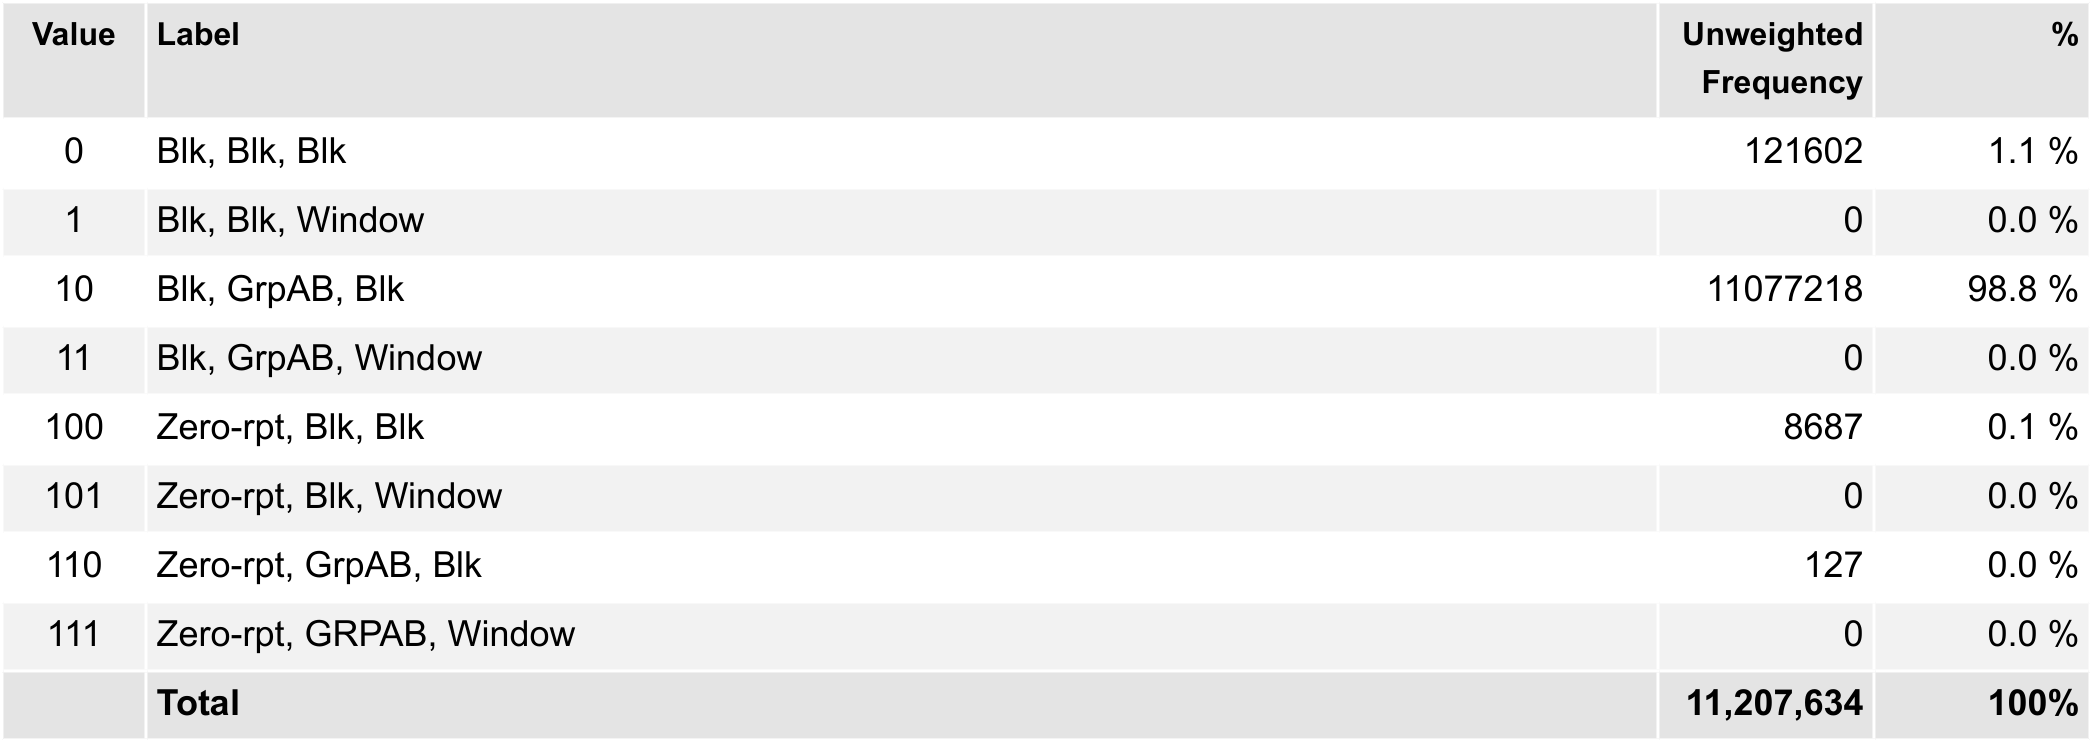 Value Label Unweighted Frequency %
0 Blk, Blk, Blk 121602 1.1 %
1 Blk, Blk, Window 0 0.0 %
10 Blk, GrpAB, Blk 11077218 98.8 %
11 Blk, GrpAB, Window 0 0.0 %
100 Zero-rpt, Blk, Blk 8687 0.1 %
101 Zero-rpt, Blk, Window 0 0.0 %
110 Zero-rpt, GrpAB, Blk 127 0.0 %
111 Zero-rpt, GRPAB, Window 0 0.0 %
Total 11,207,634 100%